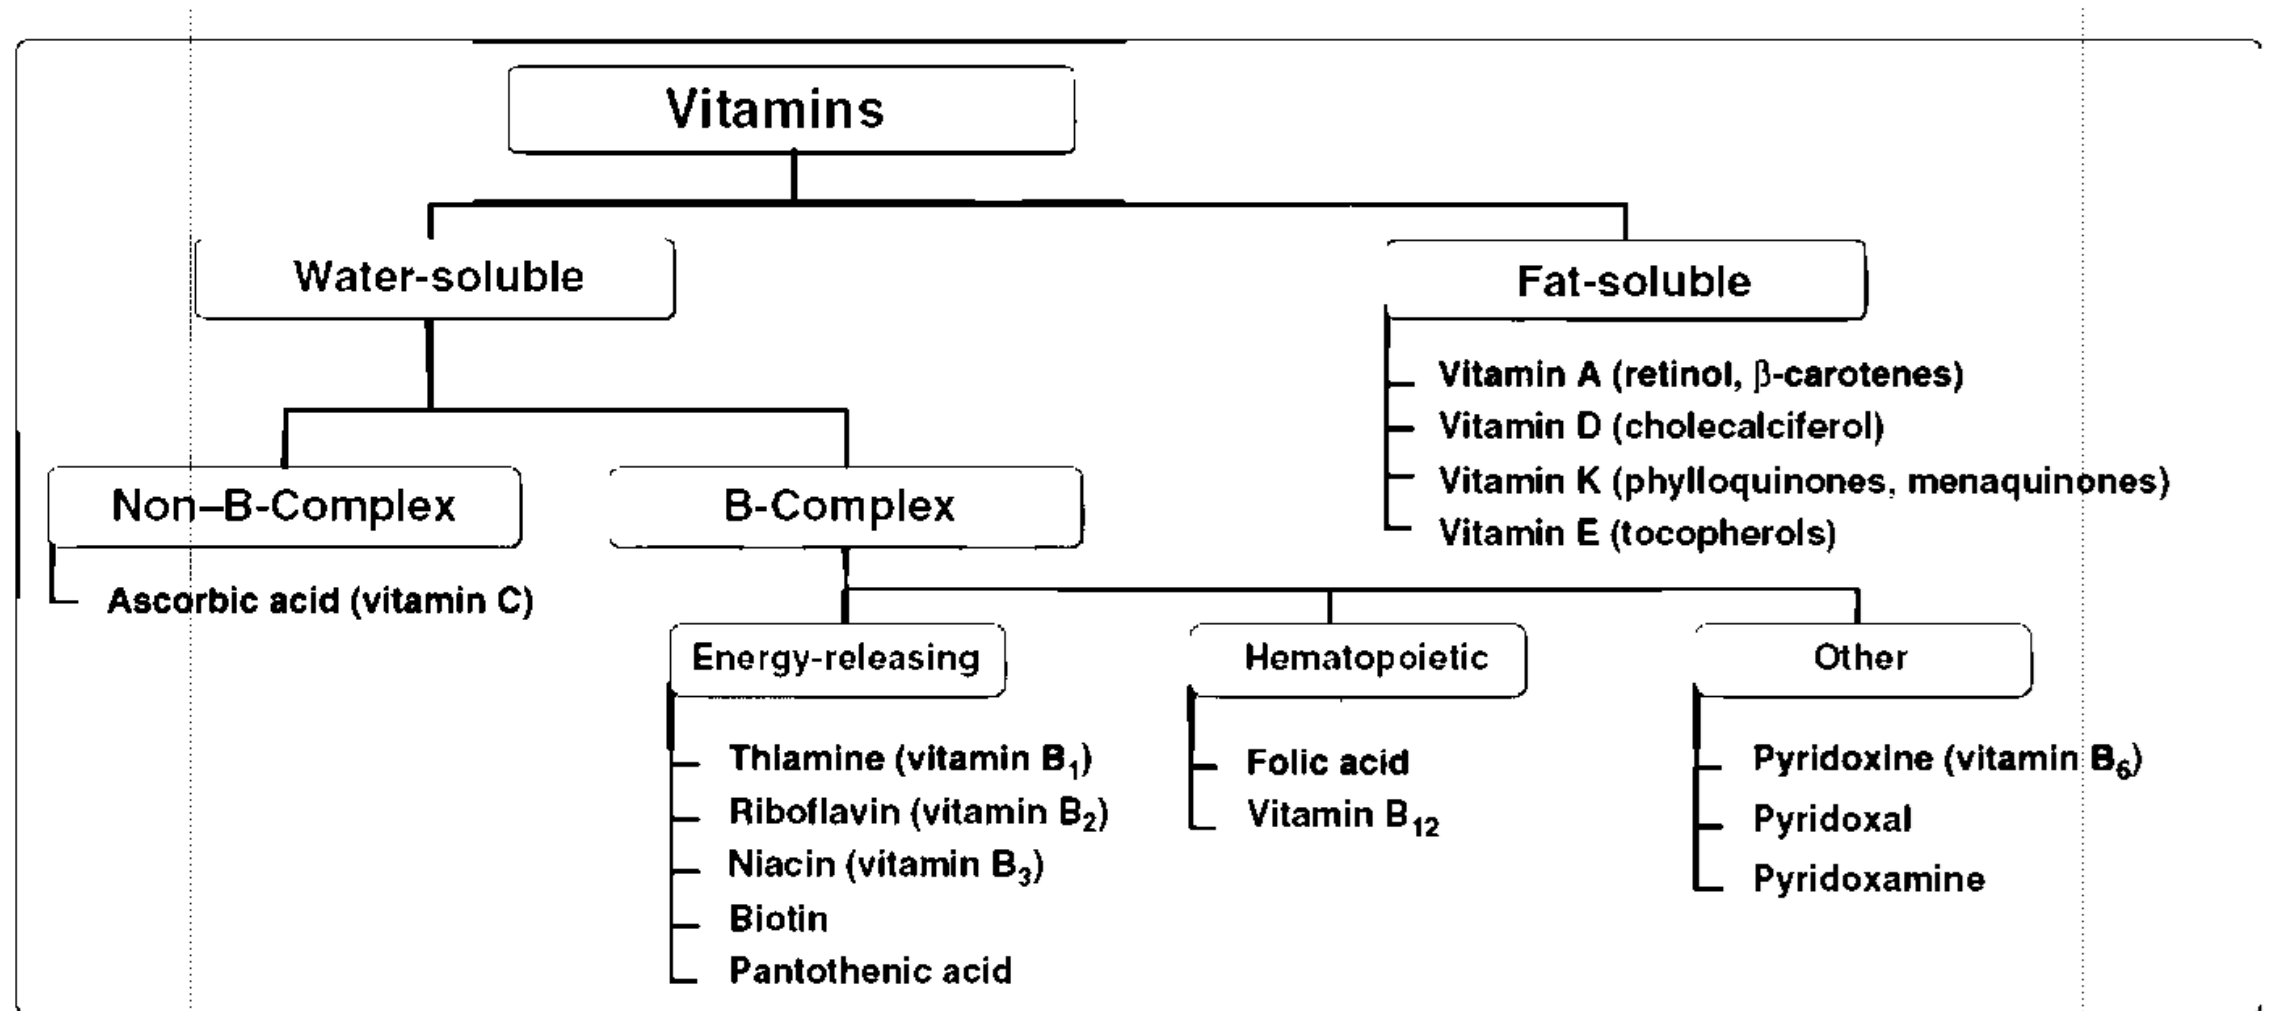 Vitamins
Water-soluble
Fat-soluble
Vitamin A (retinol, β-carotenes)
Vitamin D (cholecalciferol)
Vitamin K (phylloquinones, menaquinones)
Vitamin E (tocopherols)
Non–B-Complex
B-Complex
Ascorbic acid (vitamin C)
Energy-releasing
Hematopoietic
Other
Thiamine (vitamin B₁)
Riboflavin (vitamin B₂)
Niacin (vitamin B₃)
Biotin
Pantothenic acid
Folic acid
Vitamin B₁₂
Pyridoxine (vitamin B₆)
Pyridoxal
Pyridoxamine